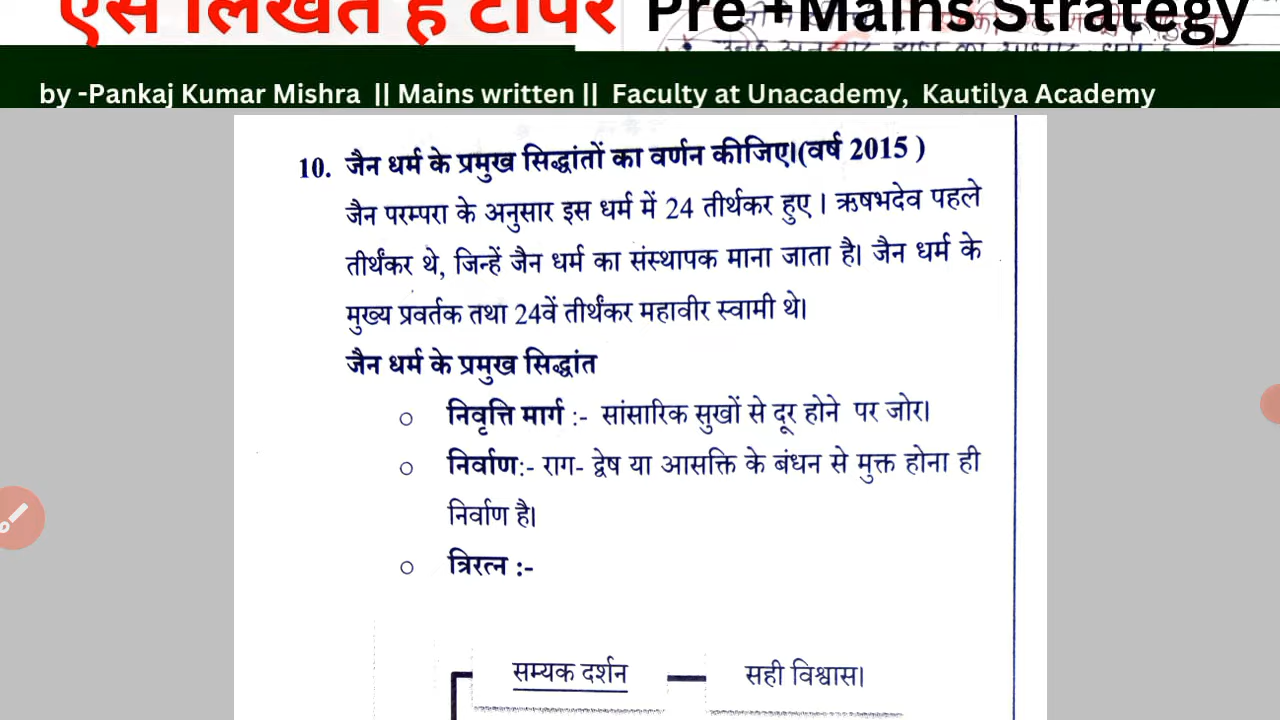 ऐसे लिखते है टॉपर Pre +Mains Strategy
by -Pankaj Kumar Mishra || Mains written || Faculty at Unacademy, Kautilya Academy
10. जैन धर्म के प्रमुख सिद्धांतों का वर्णन कीजिए।(वर्ष 2015 )
जैन परम्परा के अनुसार इस धर्म में 24 तीर्थकर हुए । ऋषभदेव पहले
तीर्थंकर थे, जिन्हें जैन धर्म का संस्थापक माना जाता है। जैन धर्म के
मुख्य प्रवर्तक तथा 24वें तीर्थंकर महावीर स्वामी थे।
जैन धर्म के प्रमुख सिद्धांत
○ निवृत्ति मार्ग :- सांसारिक सुखों से दूर होने पर जोर।
○ निर्वाण:- राग- द्वेष या आसक्ति के बंधन से मुक्त होना ही
निर्वाण है।
○ त्रिरत्न :-
सम्यक दर्शन सही विश्वास।